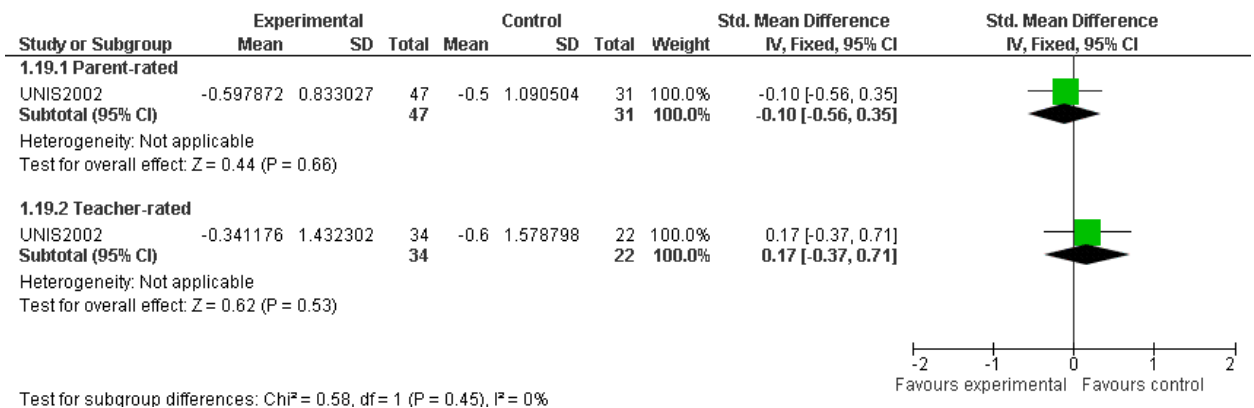 Experimental Control Std. Mean Difference Std. Mean Difference
Study or Subgroup Mean SD Total Mean SD Total Weight IV, Fixed, 95% CI IV, Fixed, 95% CI
1.19.1 Parent-rated
UNIS2002 -0.597872 0.833027 47 -0.5 1.090504 31 100.0% -0.10 [-0.56, 0.35]
Subtotal (95% CI) 47 31 100.0% -0.10 [-0.56, 0.35]
Heterogeneity: Not applicable
Test for overall effect: Z = 0.44 (P = 0.66)
1.19.2 Teacher-rated
UNIS2002 -0.341176 1.432302 34 -0.6 1.578798 22 100.0% 0.17 [-0.37, 0.71]
Subtotal (95% CI) 34 22 100.0% 0.17 [-0.37, 0.71]
Heterogeneity: Not applicable
Test for overall effect: Z = 0.62 (P = 0.53)
-2 -1 0 1 2
Favours experimental Favours control
Test for subgroup differences: Chi² = 0.58, df = 1 (P = 0.45), I² = 0%